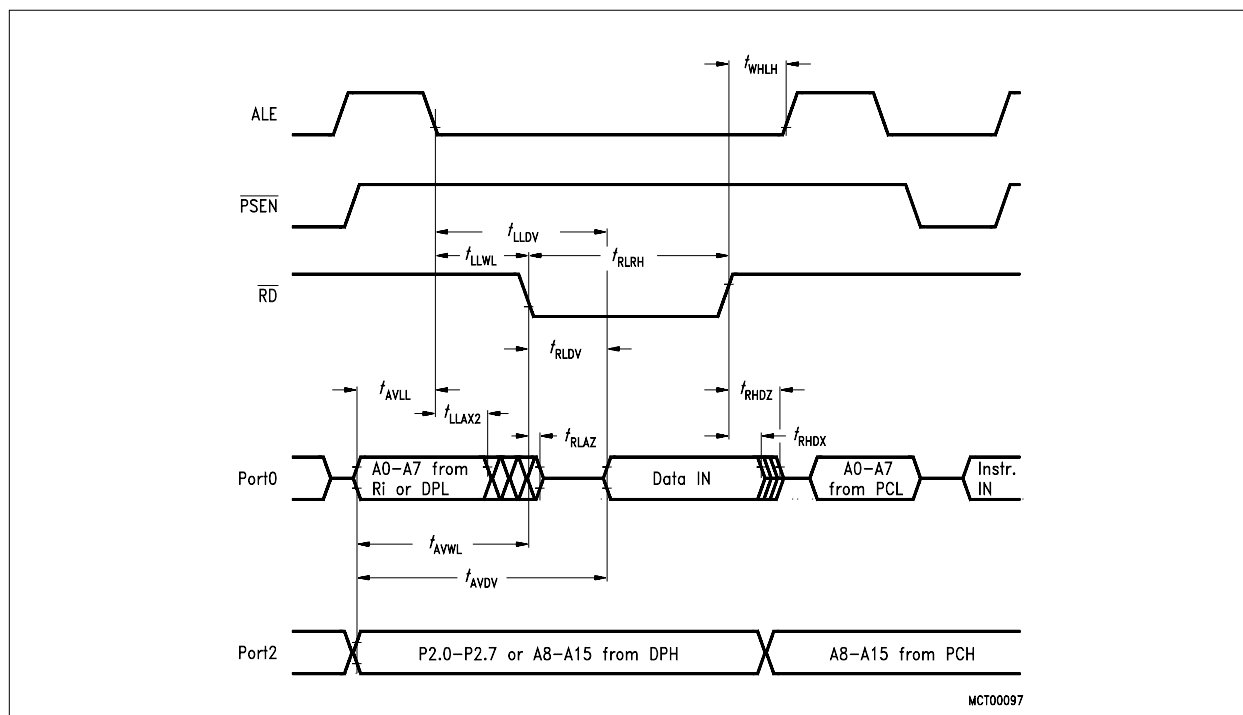 tWHLH
ALE
PSEN
tLLDV
tLLWL
tRLRH
RD
tRLDV
tAVLL
tRHDZ
tLLAX2
tRLAZ
tRHDX
Port0
A0-A7 from
Ri or DPL
Data IN
A0-A7
from PCL
Instr.
IN
tAVWL
tAVDV
Port2
P2.0-P2.7 or A8-A15 from DPH
A8-A15 from PCH
MCT00097